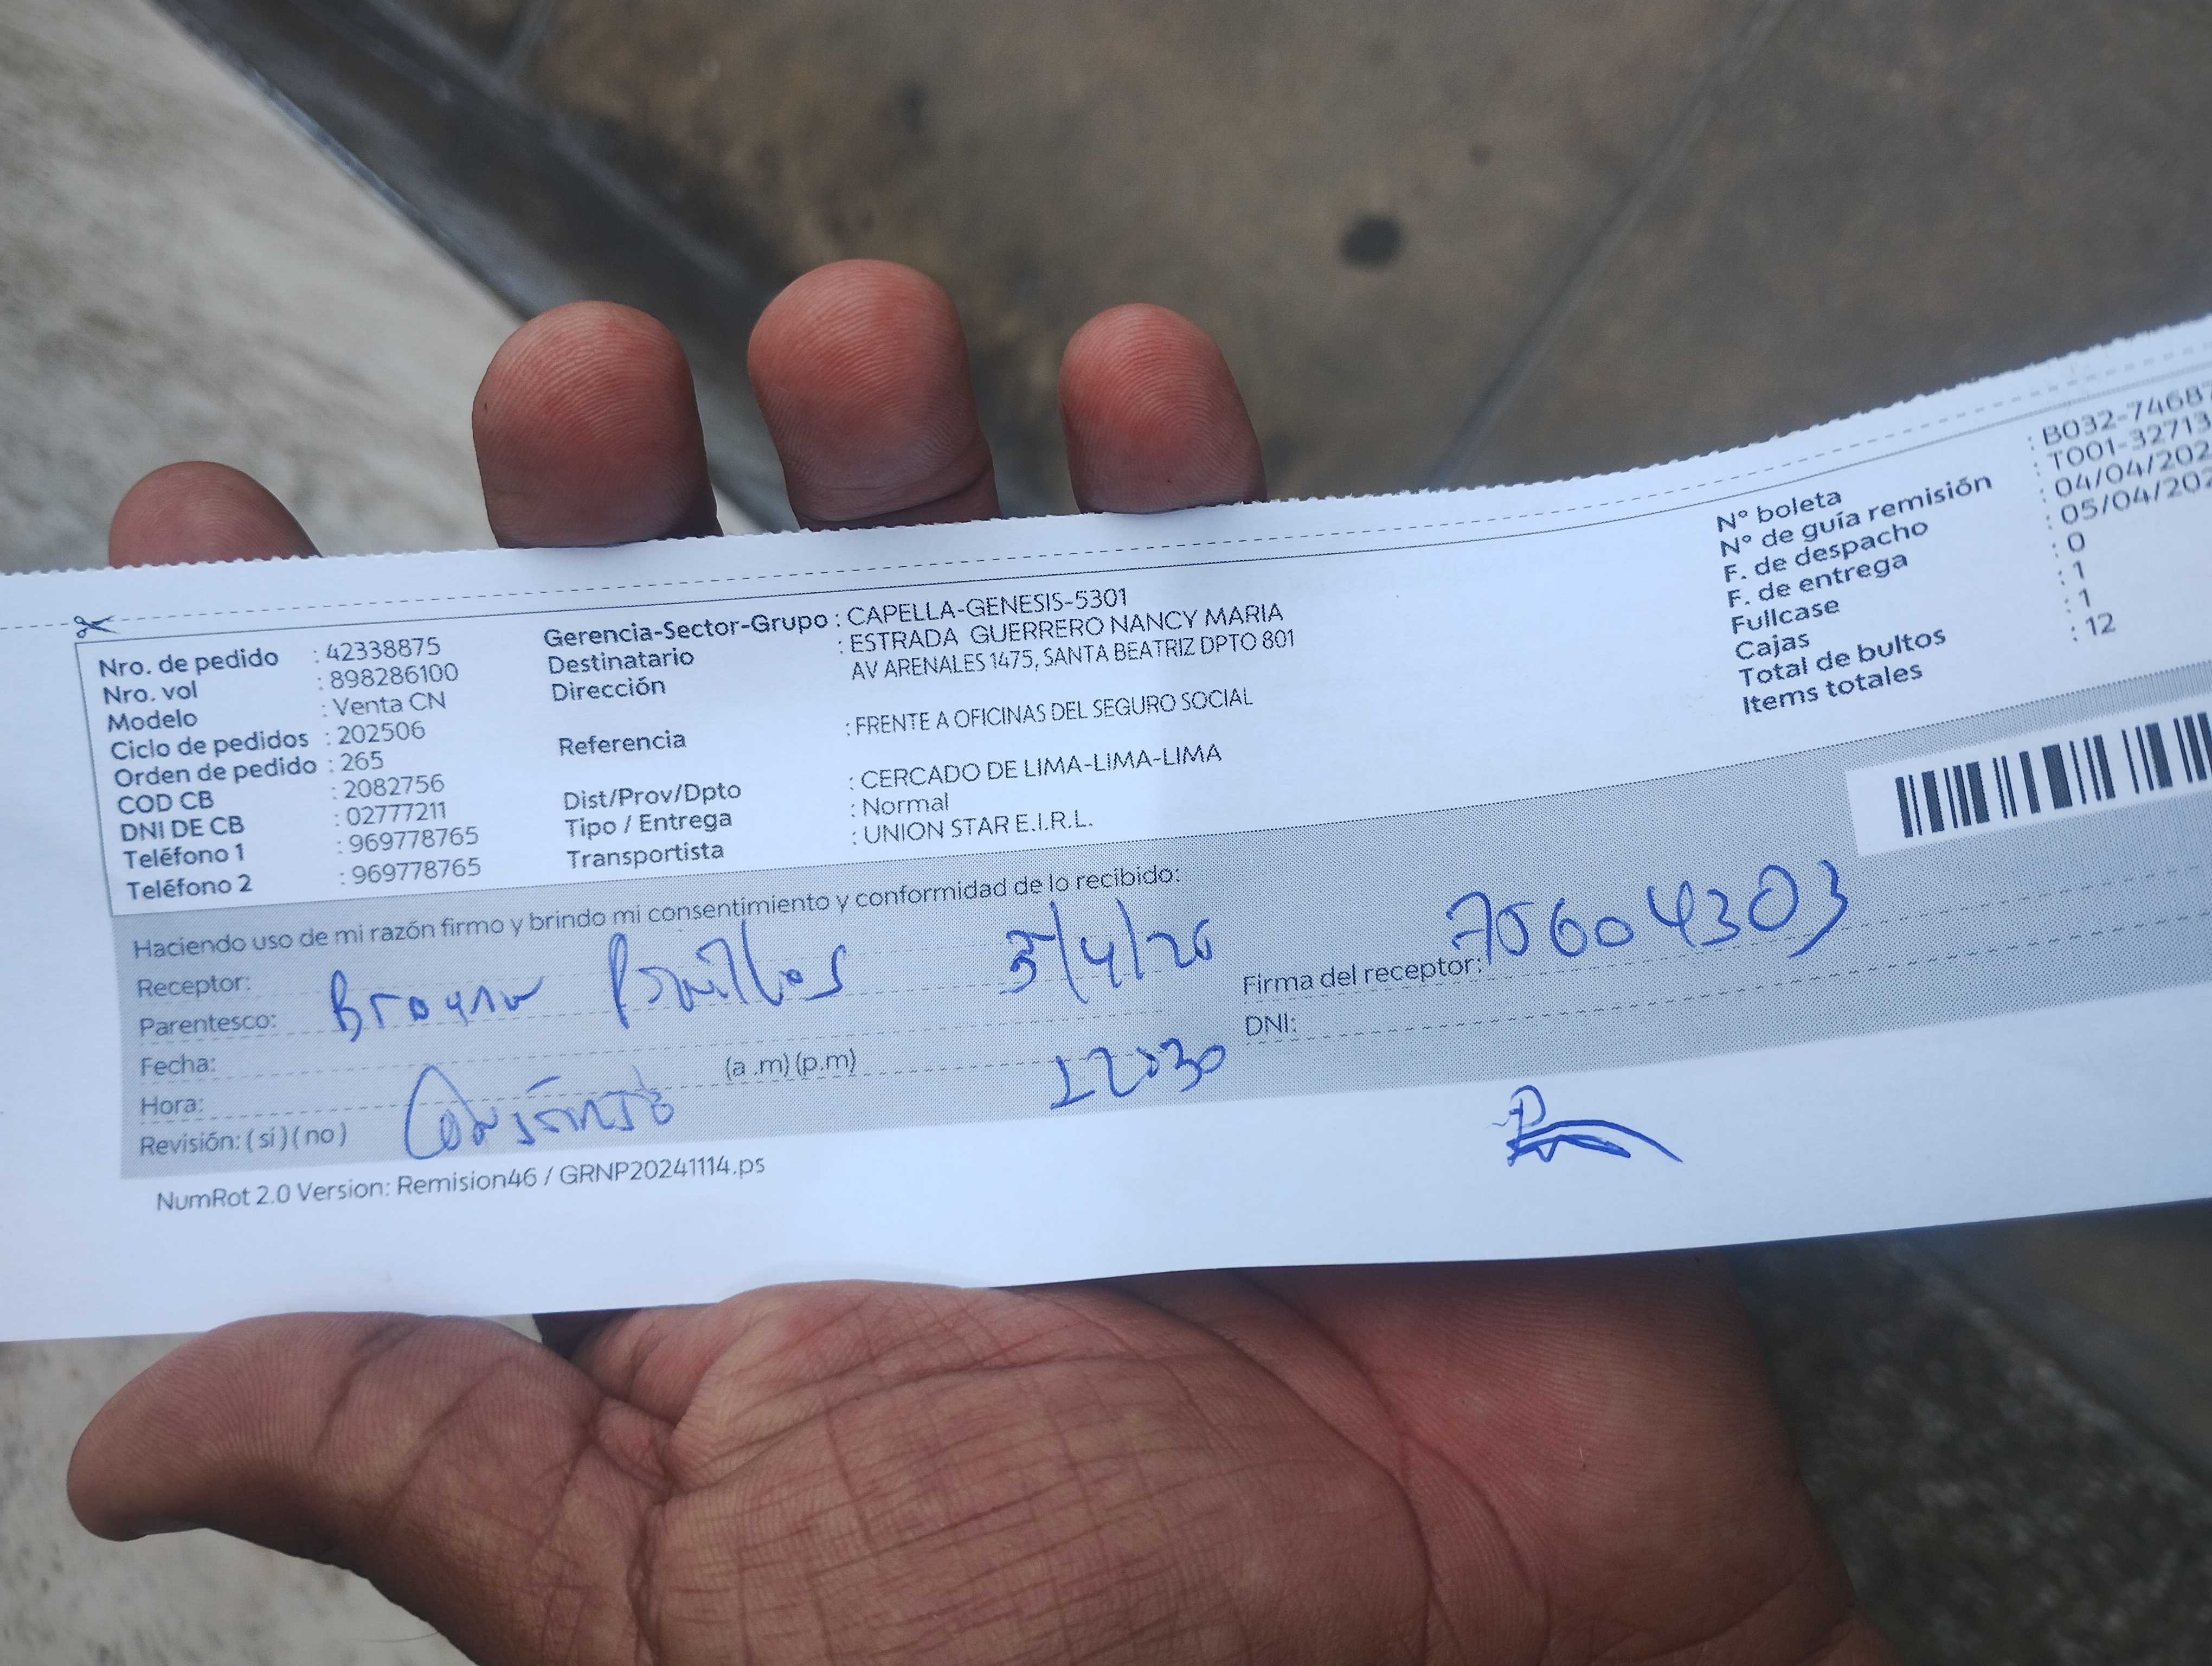 Nro. de pedido : 42338875
Nro. vol : 898286100
Modelo : Venta CN
Ciclo de pedidos : 202506
Orden de pedido : 265
COD CB : 2082756
DNI DE CB : 02777211
Teléfono 1 : 969778765
Teléfono 2 : 969778765
Gerencia-Sector-Grupo : CAPELLA-GENESIS-5301
Destinatario : ESTRADA GUERRERO NANCY MARIA
Dirección AV ARENALES 1475, SANTA BEATRIZ DPTO 801
Referencia : FRENTE A OFICINAS DEL SEGURO SOCIAL
Dist/Prov/Dpto : CERCADO DE LIMA-LIMA-LIMA
Tipo / Entrega : Normal
Transportista : UNION STAR E.I.R.L.
N° boleta : B032-7468
N° de guía remisión : T001-32713
F. de despacho : 04/04/202
F. de entrega : 05/04/202
Fullcase : 0
Cajas : 1
Total de bultos : 1
Items totales : 12
Haciendo uso de mi razón firmo y brindo mi consentimiento y conformidad de lo recibido:
Receptor:
Parentesco:
Fecha:
Hora: (a .m) (p.m)
Revisión: ( si ) ( no )
Firma del receptor: 75604303
DNI:
NumRot 2.0 Version: Remision46 / GRNP20241114.ps